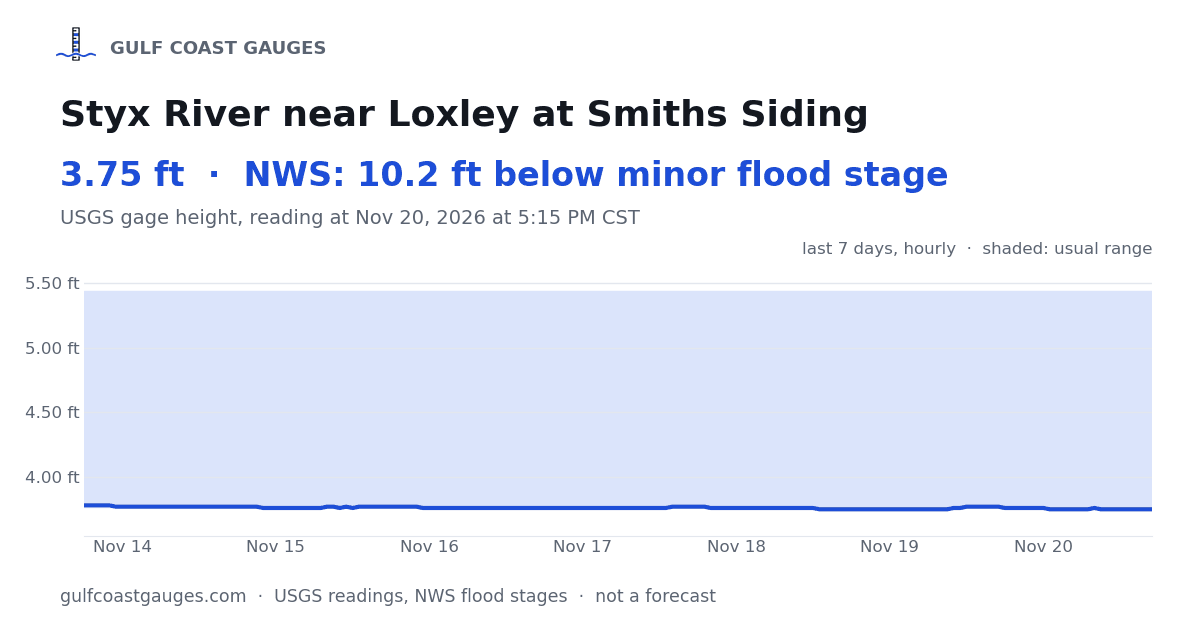 GULF COAST GAUGES
Styx River near Loxley at Smiths Siding
3.75 ft · NWS: 10.2 ft below minor flood stage
USGS gage height, reading at Nov 20, 2026 at 5:15 PM CST
last 7 days, hourly · shaded: usual range
5.50 ft
5.00 ft
4.50 ft
4.00 ft
Nov 14 Nov 15 Nov 16 Nov 17 Nov 18 Nov 19 Nov 20
gulfcoastgauges.com · USGS readings, NWS flood stages · not a forecast